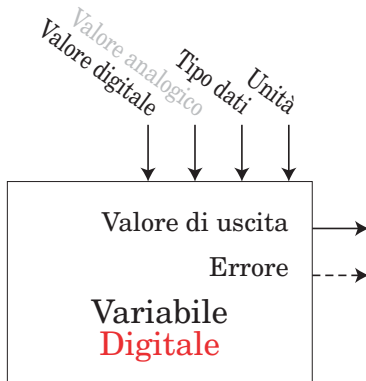 Valore digitale
Valore analogico
Tipo dati
Unità
Valore di uscita
Errore
Variabile
Digitale